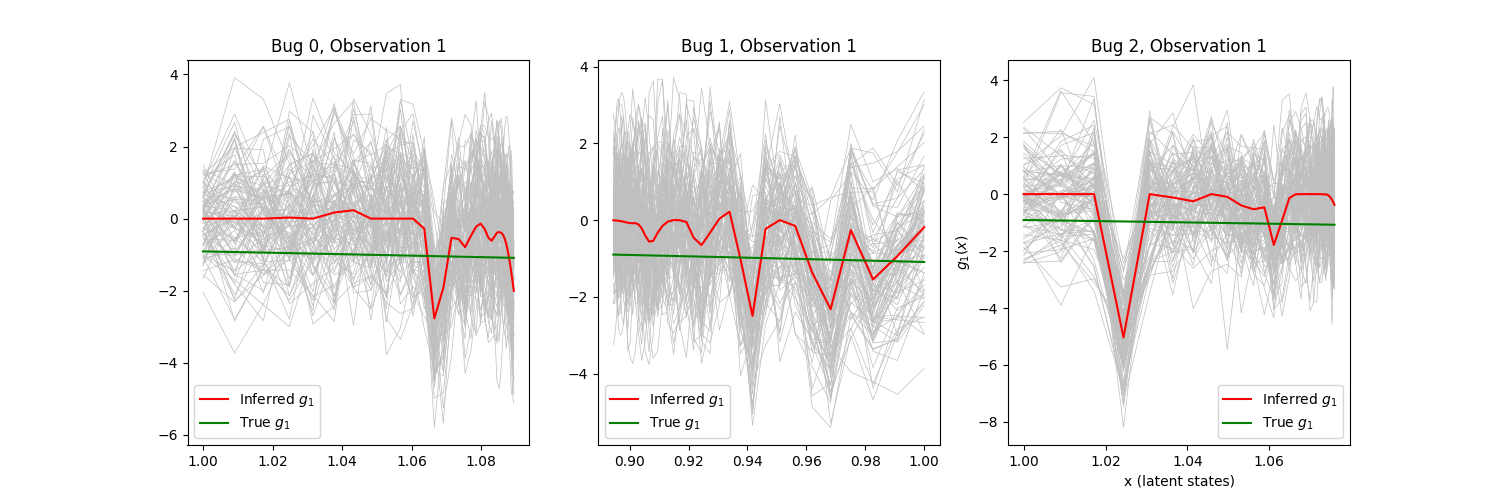 Bug 0, Observation 1
4
2
0
−2
−4
−6
1.00 1.02 1.04 1.06 1.08
Inferred g₁
True g₁
Bug 1, Observation 1
4
2
0
−2
−4
0.90 0.92 0.94 0.96 0.98 1.00
Inferred g₁
True g₁
Bug 2, Observation 1
g₁(x)
4
2
0
−2
−4
−6
−8
1.00 1.02 1.04 1.06
x (latent states)
Inferred g₁
True g₁